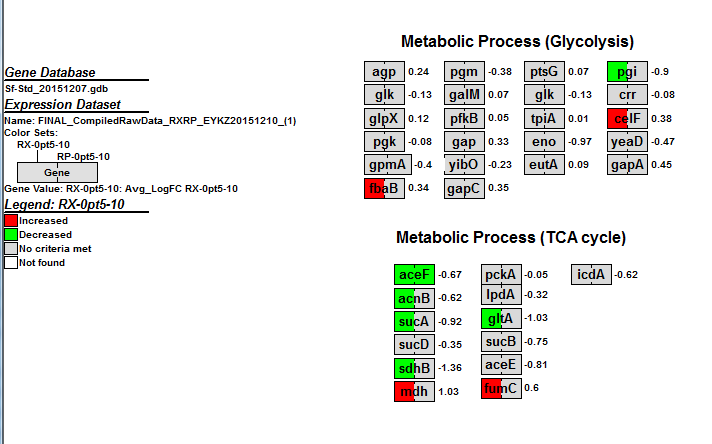 Gene Database
Sf-Std_20151207.gdb
Expression Dataset
Name: FINAL_CompiledRawData_RXRP_EYKZ20151210_(1)
Color Sets:
RX-0pt5-10
RP-0pt5-10
Gene
Gene Value: RX-0pt5-10: Avg_LogFC RX-0pt5-10
Legend: RX-0pt5-10
Increased
Decreased
No criteria met
Not found
Metabolic Process (Glycolysis)
agp 0.24 pgm -0.38 ptsG 0.07 pgi -0.9
glk -0.13 galM 0.07 glk -0.13 crr -0.08
glpX 0.12 pfkB 0.05 tpiA 0.01 celF 0.38
pgk -0.08 gap 0.33 eno -0.97 yeaD -0.47
gpmA -0.4 yibO -0.23 eutA 0.09 gapA 0.45
fbaB 0.34 gapC 0.35
Metabolic Process (TCA cycle)
aceF -0.67 pckA -0.05 icdA -0.62
acnB -0.62 lpdA -0.32
sucA -0.92 gltA -1.03
sucD -0.35 sucB -0.75
sdhB -1.36 aceE -0.81
mdh 1.03 fumC 0.6